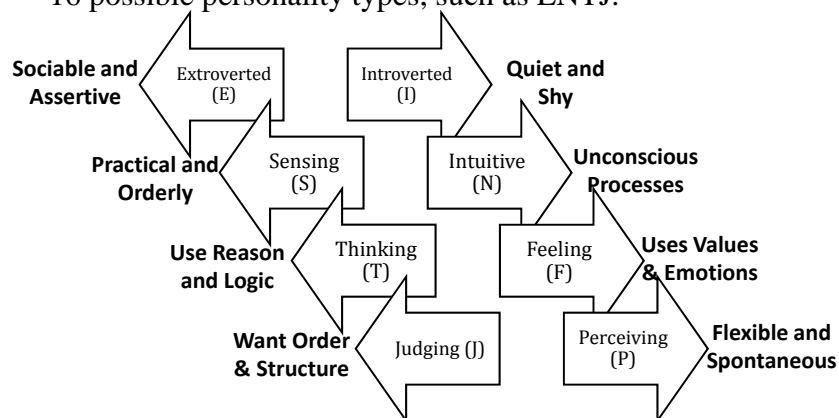 possible personality types, such as ENTJ.
Sociable and
Assertive
Extroverted
(E)
Introverted
(I)
Quiet and
Shy
Practical and
Orderly
Sensing
(S)
Intuitive
(N)
Unconscious
Processes
Use Reason
and Logic
Thinking
(T)
Feeling
(F)
Uses Values
& Emotions
Want Order
& Structure
Judging (J)
Perceiving
(P)
Flexible and
Spontaneous